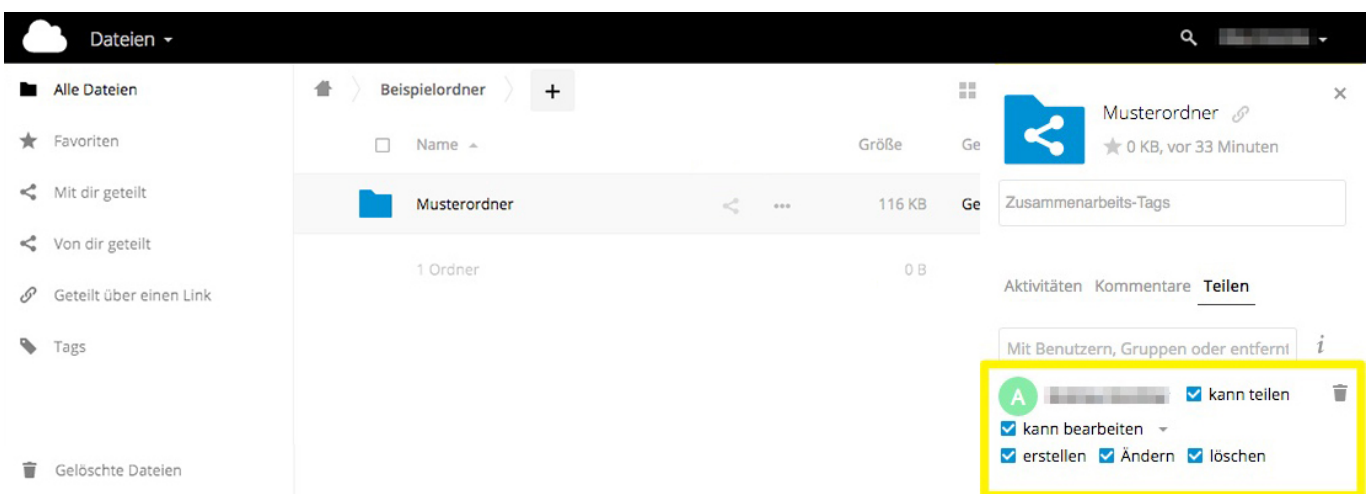 Dateien
Alle Dateien
Favoriten
Mit dir geteilt
Von dir geteilt
Geteilt über einen Link
Tags
Gelöschte Dateien
Beispielordner +
Name Größe Ge
Musterordner 116 KB Ge
1 Ordner 0 B
Musterordner
0 KB, vor 33 Minuten
Zusammenarbeits-Tags
Aktivitäten Kommentare Teilen
Mit Benutzern, Gruppen oder entfernt i
A kann teilen
kann bearbeiten
erstellen Ändern löschen